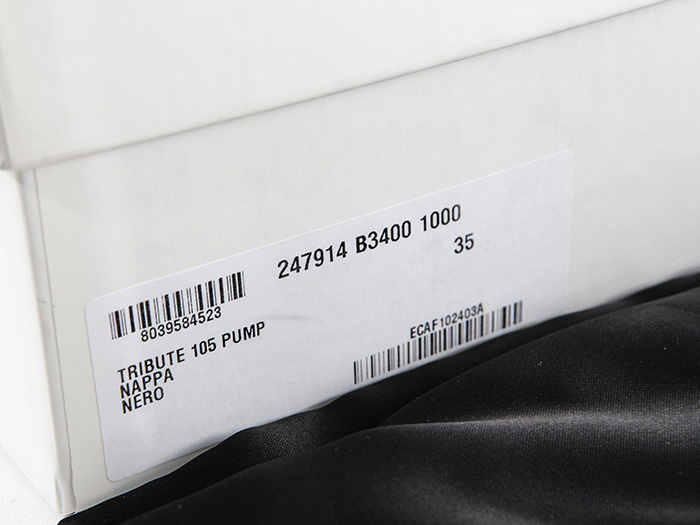 247914 B3400 1000
35
8039584523
TRIBUTE 105 PUMP
NAPPA
NERO
ECAF102403A